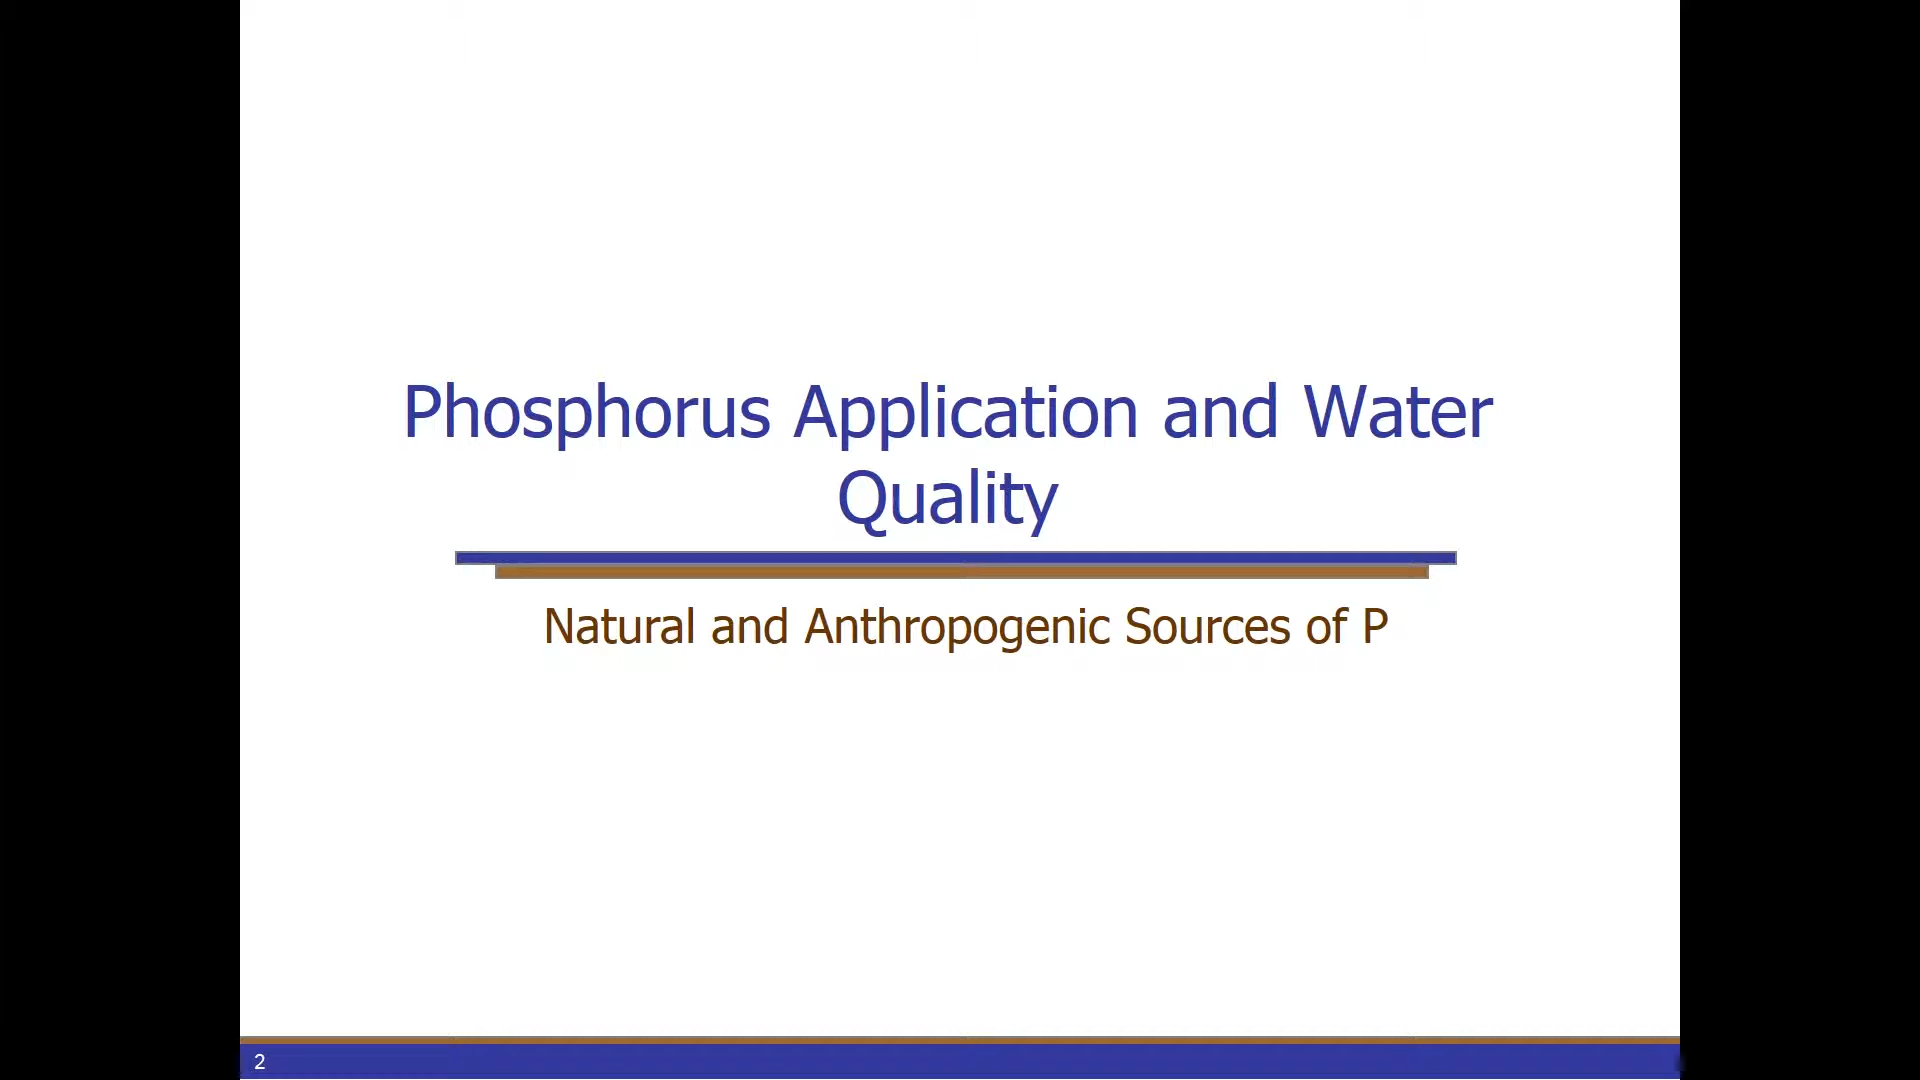 Phosphorus Application and Water
Quality
Natural and Anthropogenic Sources of P
2